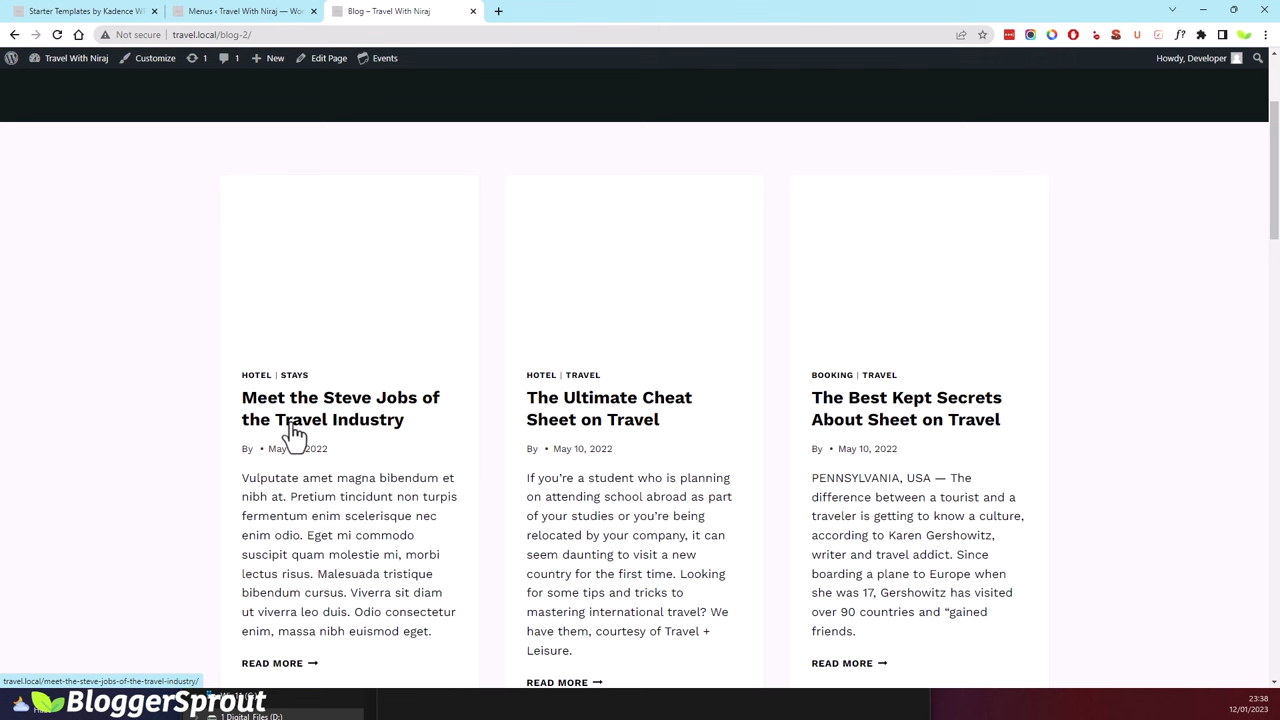 Starter Templates by Kadence WP
Menus ‹ Travel With Niraj — Wor
Blog – Travel With Niraj
Not secure
travel.local/blog-2/
Travel With Niraj
Customize
1
1
New
Edit Page
Events
Howdy, Developer
HOTEL | STAYS
Meet the Steve Jobs of
the Travel Industry
By • May 2022
Vulputate amet magna bibendum et
nibh at. Pretium tincidunt non turpis
fermentum enim scelerisque nec
enim odio. Eget mi commodo
suscipit quam molestie mi, morbi
lectus risus. Malesuada tristique
bibendum cursus. Viverra sit diam
ut viverra leo duis. Odio consectetur
enim, massa nibh euismod eget.
READ MORE
HOTEL | TRAVEL
The Ultimate Cheat
Sheet on Travel
By • May 10, 2022
If you’re a student who is planning
on attending school abroad as part
of your studies or you’re being
relocated by your company, it can
seem daunting to visit a new
country for the first time. Looking
for some tips and tricks to
mastering international travel? We
have them, courtesy of Travel +
Leisure.
READ MORE
BOOKING | TRAVEL
The Best Kept Secrets
About Sheet on Travel
By • May 10, 2022
PENNSYLVANIA, USA — The
difference between a tourist and a
traveler is getting to know a culture,
according to Karen Gershowitz,
writer and travel addict. Since
boarding a plane to Europe when
she was 17, Gershowitz has visited
over 90 countries and “gained
friends.
READ MORE
travel.local/meet-the-steve-jobs-of-the-travel-industry/
BloggerSprout
1 Digital Files (D:)
23:38
12/01/2023